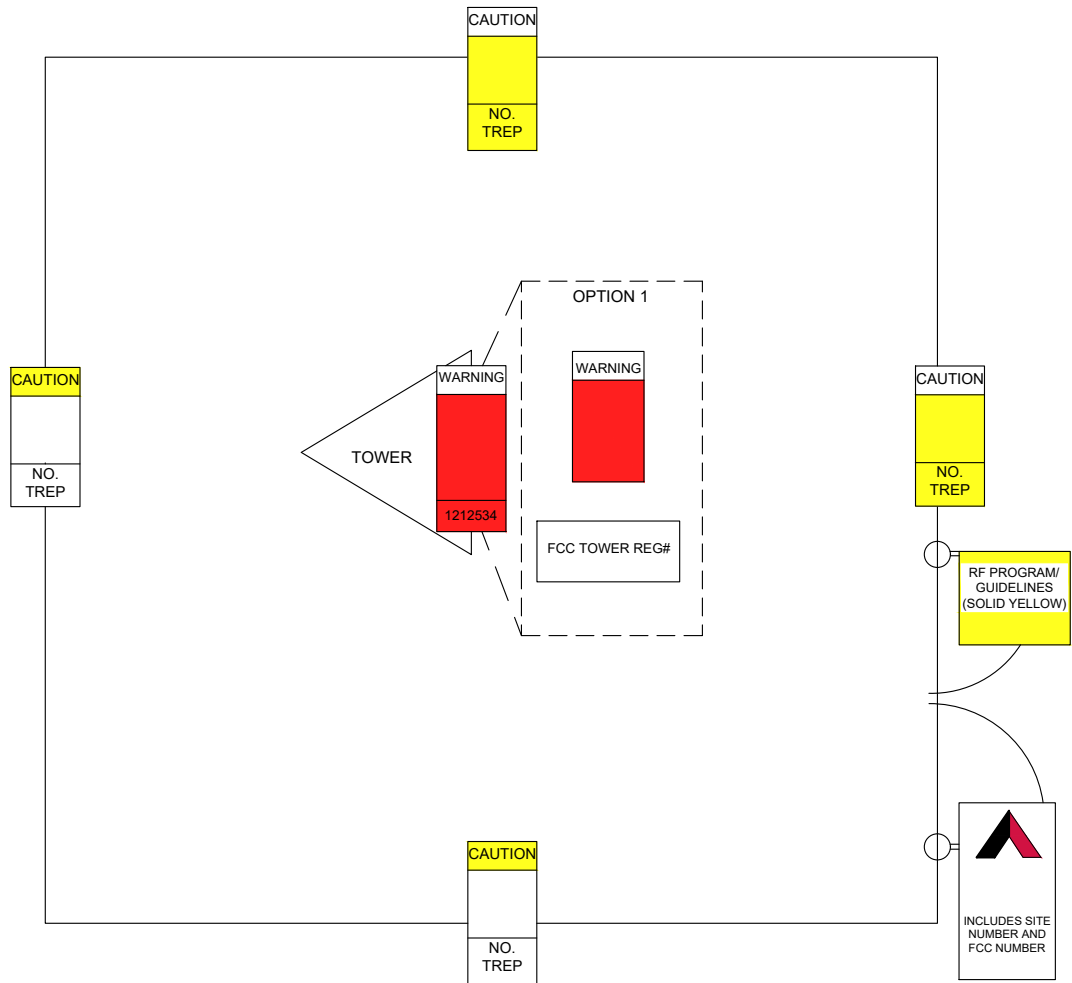 CAUTION
NO.
TREP
OPTION 1
WARNING
WARNING
CAUTION
CAUTION
TOWER
NO.
TREP
NO.
TREP
1212534
FCC TOWER REG#
RF PROGRAM/
GUIDELINES
(SOLID YELLOW)
CAUTION
INCLUDES SITE
NUMBER AND
FCC NUMBER
NO.
TREP